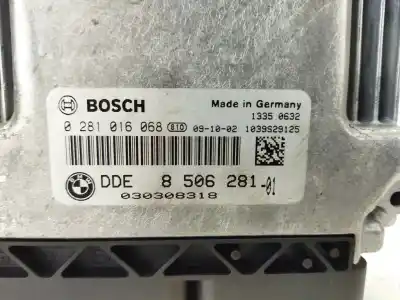 BOSCH
Made in Germany
1335 0632
0 281 016 068 810 09-10-02 1039S29125
DDE 8 506 281-01
030308318